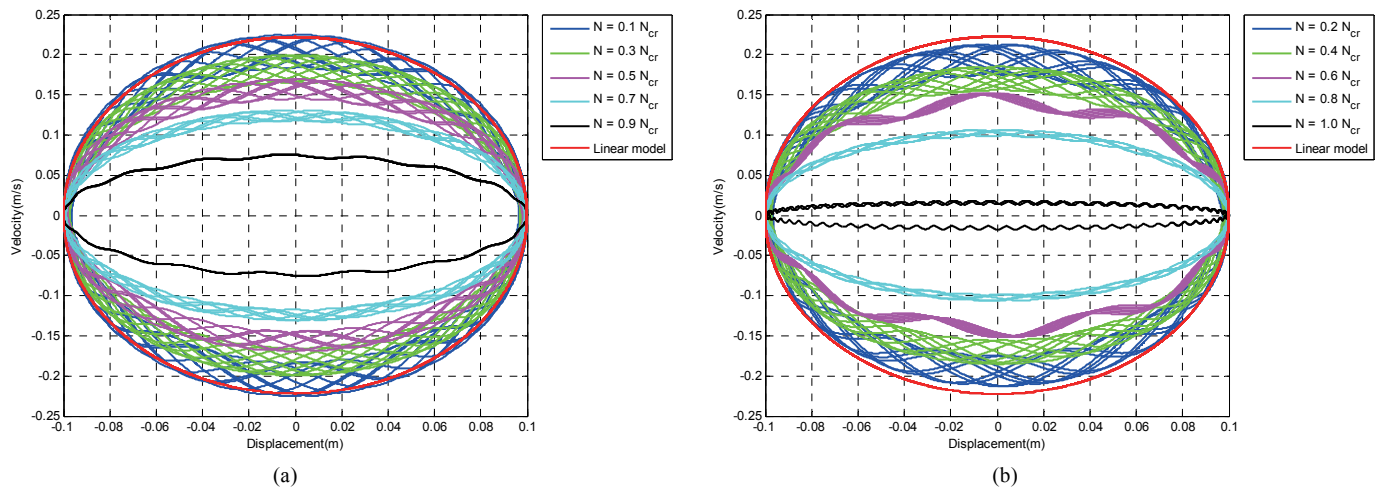 0.25
0.2
0.15
0.1
0.05
0
-0.05
-0.1
-0.15
-0.2
-0.25
Velocity(m/s)
-0.1 -0.08 -0.06 -0.04 -0.02 0 0.02 0.04 0.06 0.08 0.1
Displacement(m)
N = 0.1 Ncr
N = 0.3 Ncr
N = 0.5 Ncr
N = 0.7 Ncr
N = 0.9 Ncr
Linear model
(a)
0.25
0.2
0.15
0.1
0.05
0
-0.05
-0.1
-0.15
-0.2
-0.25
Velocity(m/s)
-0.1 -0.08 -0.06 -0.04 -0.02 0 0.02 0.04 0.06 0.08 0.1
Displacement(m)
N = 0.2 Ncr
N = 0.4 Ncr
N = 0.6 Ncr
N = 0.8 Ncr
N = 1.0 Ncr
Linear model
(b)